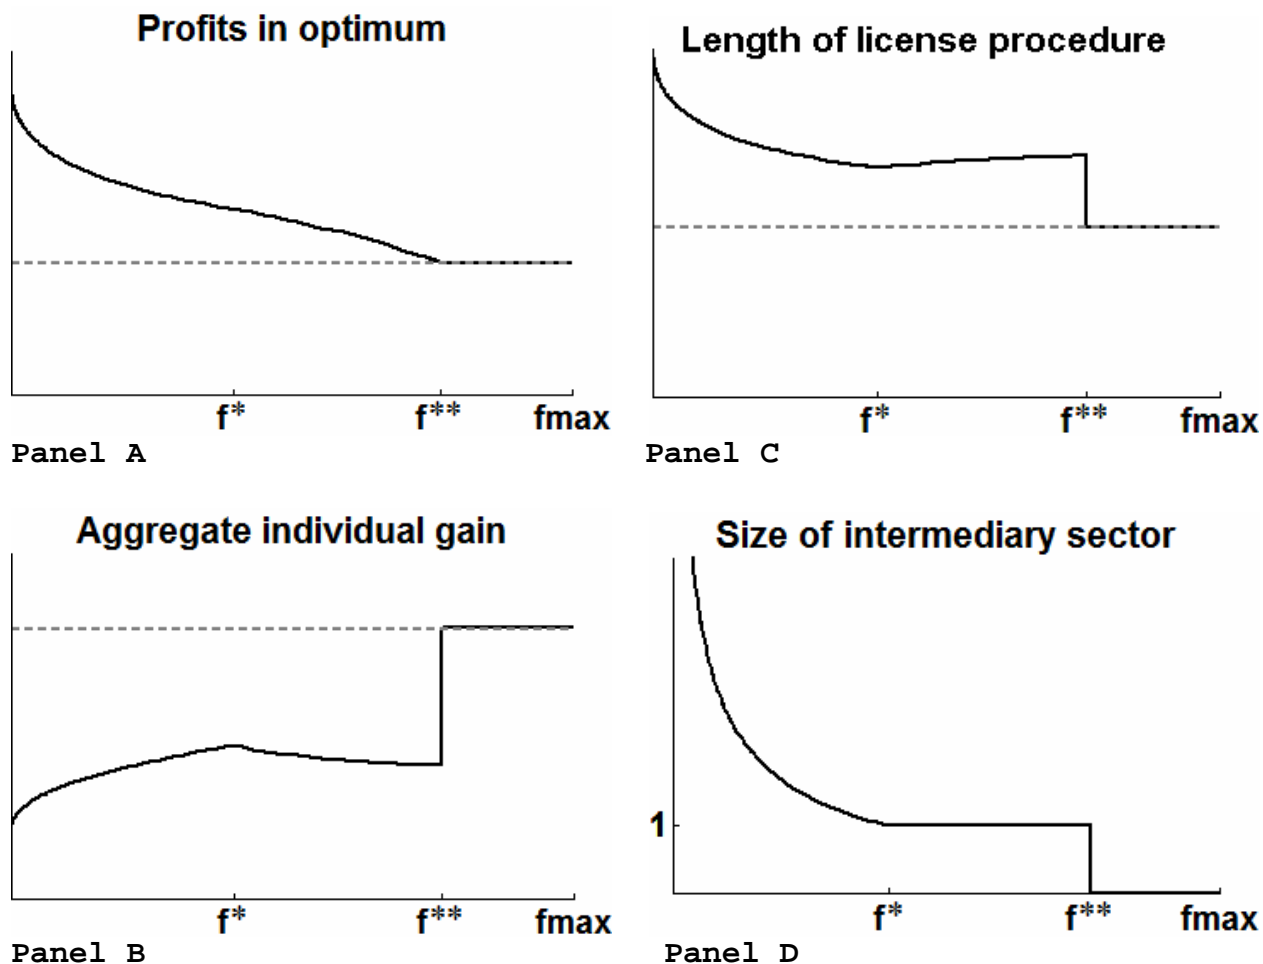 Profits in optimum
f* f** fmax
Panel A
Length of license procedure
f* f** fmax
Panel C
Aggregate individual gain
f* f** fmax
Panel B
Size of intermediary sector
1
f* f** fmax
Panel D